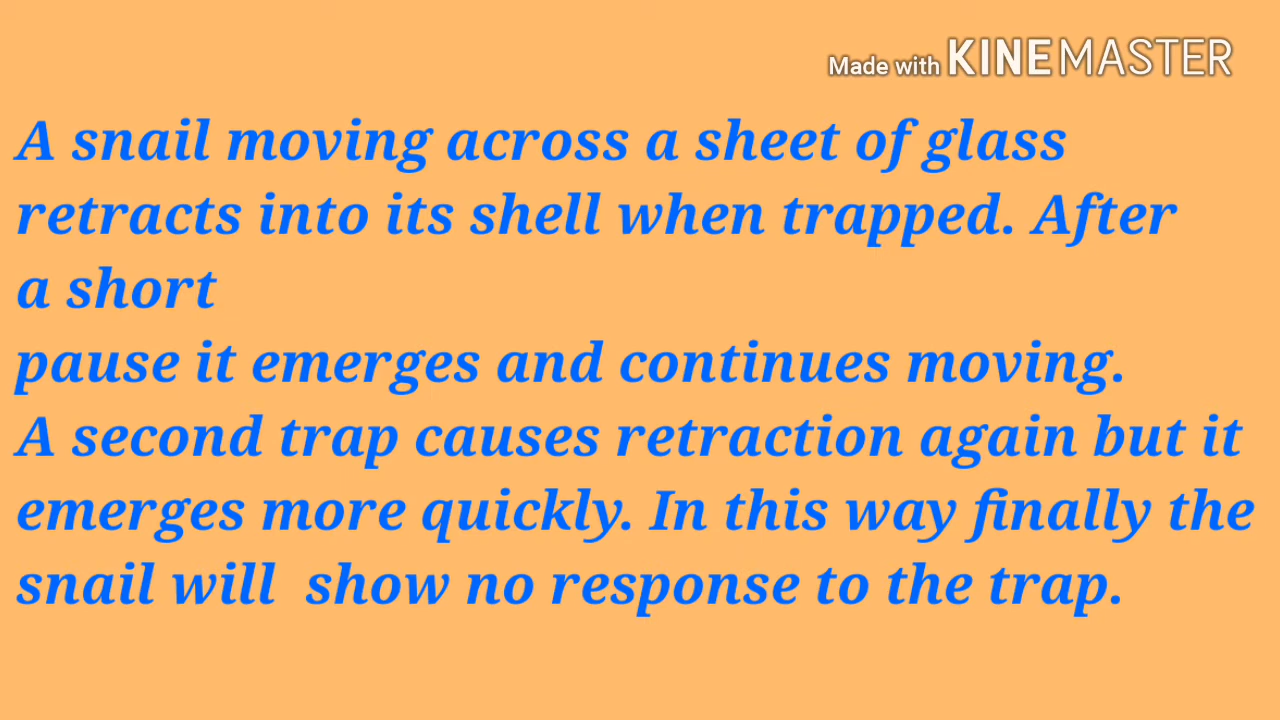 Made with KINEMASTER
A snail moving across a sheet of glass
retracts into its shell when trapped. After
a short
pause it emerges and continues moving.
A second trap causes retraction again but it
emerges more quickly. In this way finally the
snail will  show no response to the trap.